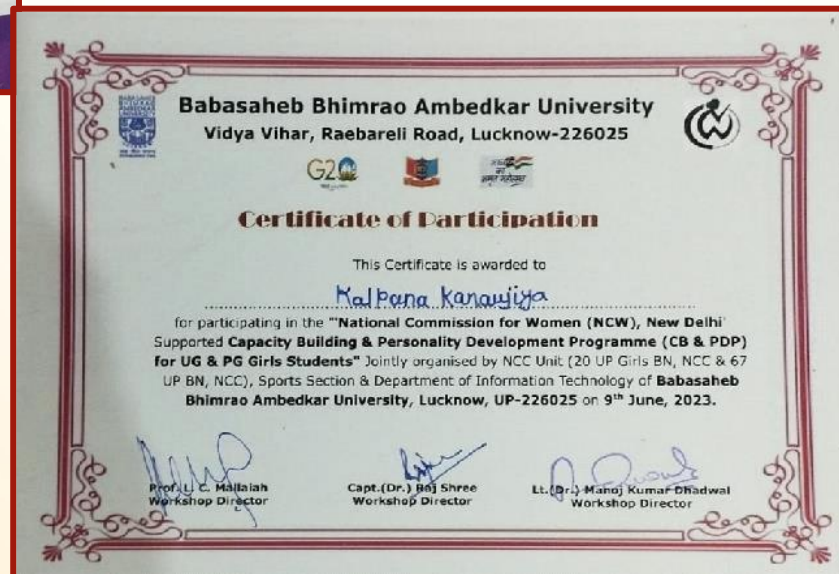 Babasaheb Bhimrao Ambedkar University
Vidya Vihar, Raebareli Road, Lucknow-226025
G20
Certificate of Participation
This Certificate is awarded to
Kalpana Kanaujiya
for participating in the "'National Commission for Women (NCW), New Delhi'
Supported Capacity Building & Personality Development Programme (CB & PDP)
for UG & PG Girls Students" Jointly organised by NCC Unit (20 UP Girls BN, NCC & 67
UP BN, NCC), Sports Section & Department of Information Technology of Babasaheb
Bhimrao Ambedkar University, Lucknow, UP-226025 on 9th June, 2023.
Prof. L. C. Mallaiah
Workshop Director
Capt.(Dr.) Raj Shree
Workshop Director
Lt.(Dr.) Manoj Kumar Dhadwal
Workshop Director